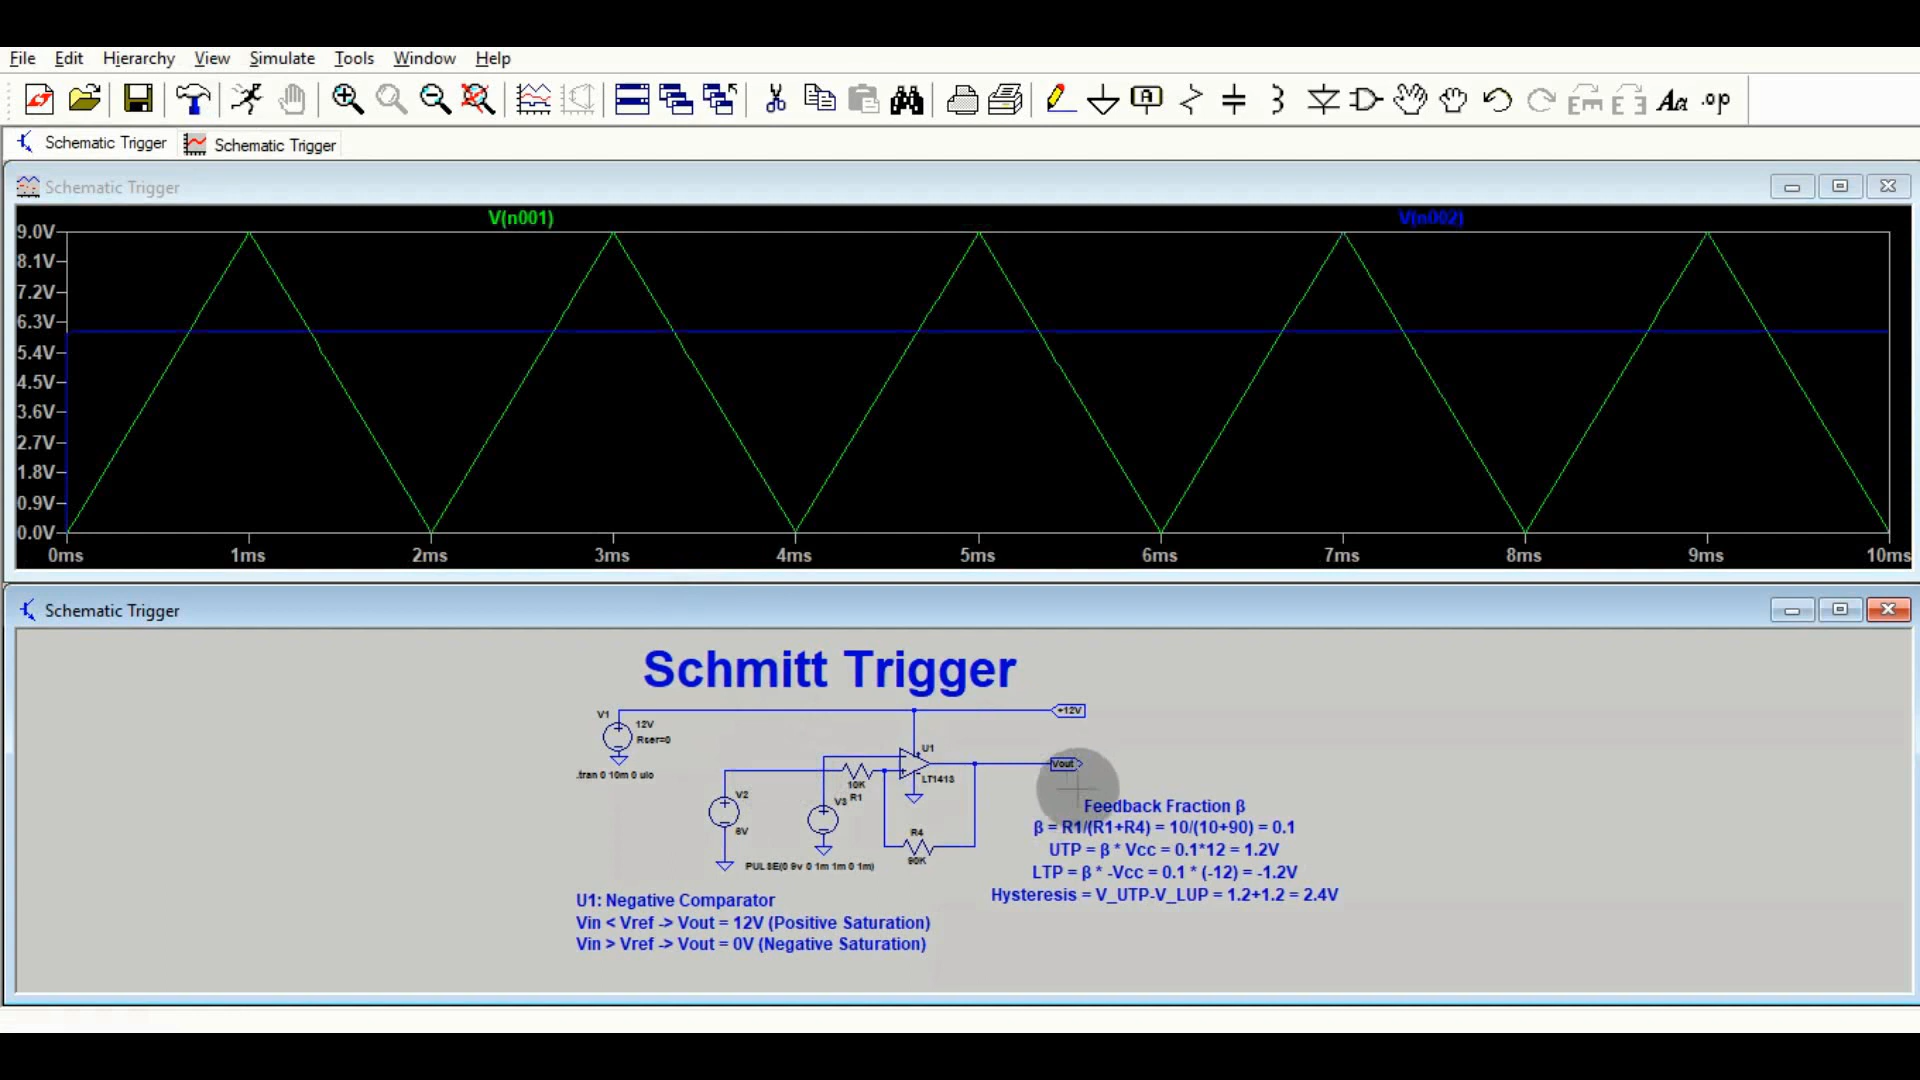 File Edit Hierarchy View Simulate Tools Window Help
.op
Schematic Trigger
Schematic Trigger
Schematic Trigger
V(n001)
V(n002)
9.0V
8.1V
7.2V
6.3V
5.4V
4.5V
3.6V
2.7V
1.8V
0.9V
0.0V
0ms 1ms 2ms 3ms 4ms 5ms 6ms 7ms 8ms 9ms 10ms
Schematic Trigger
Schmitt Trigger
V1
12V
Rser=0
+12V
.tran 0 10m 0 uic
U1
LT1413
Vout
10K
R1
V2
6V
V3
R4
90K
PULSE(0 9v 0 1m 1m 0 1m)
Feedback Fraction β
β = R1/(R1+R4) = 10/(10+90) = 0.1
UTP = β * Vcc = 0.1*12 = 1.2V
LTP = β * -Vcc = 0.1 * (-12) = -1.2V
Hysteresis = V_UTP-V_LUP = 1.2+1.2 = 2.4V
U1: Negative Comparator
Vin < Vref -> Vout = 12V (Positive Saturation)
Vin > Vref -> Vout = 0V (Negative Saturation)